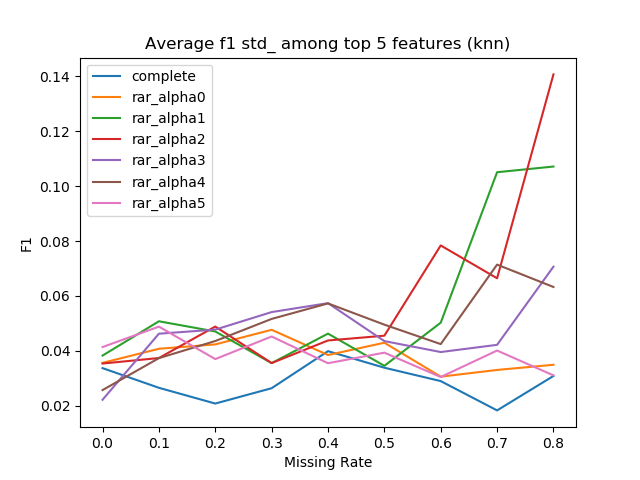 Average f1 std_ among top 5 features (knn)
complete
rar_alpha0
rar_alpha1
rar_alpha2
rar_alpha3
rar_alpha4
rar_alpha5
F1
0.14
0.12
0.10
0.08
0.06
0.04
0.02
0.0 0.1 0.2 0.3 0.4 0.5 0.6 0.7 0.8
Missing Rate